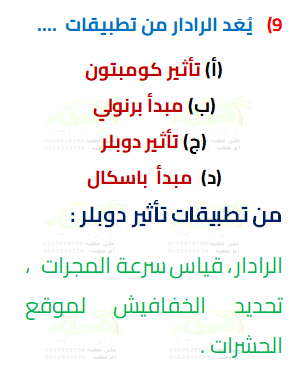 9) يُعَد الرادار من تطبيقات ....
(أ) تأثير كومبتون
(ب) مبدأ برنولي
(ج) تأثير دوبلر
(د) مبدأ باسكال
من تطبيقات تأثير دوبلر :
الرادار، قياس سرعة المجرات ،
تحديد الخفافيش لموقع
الحشرات .